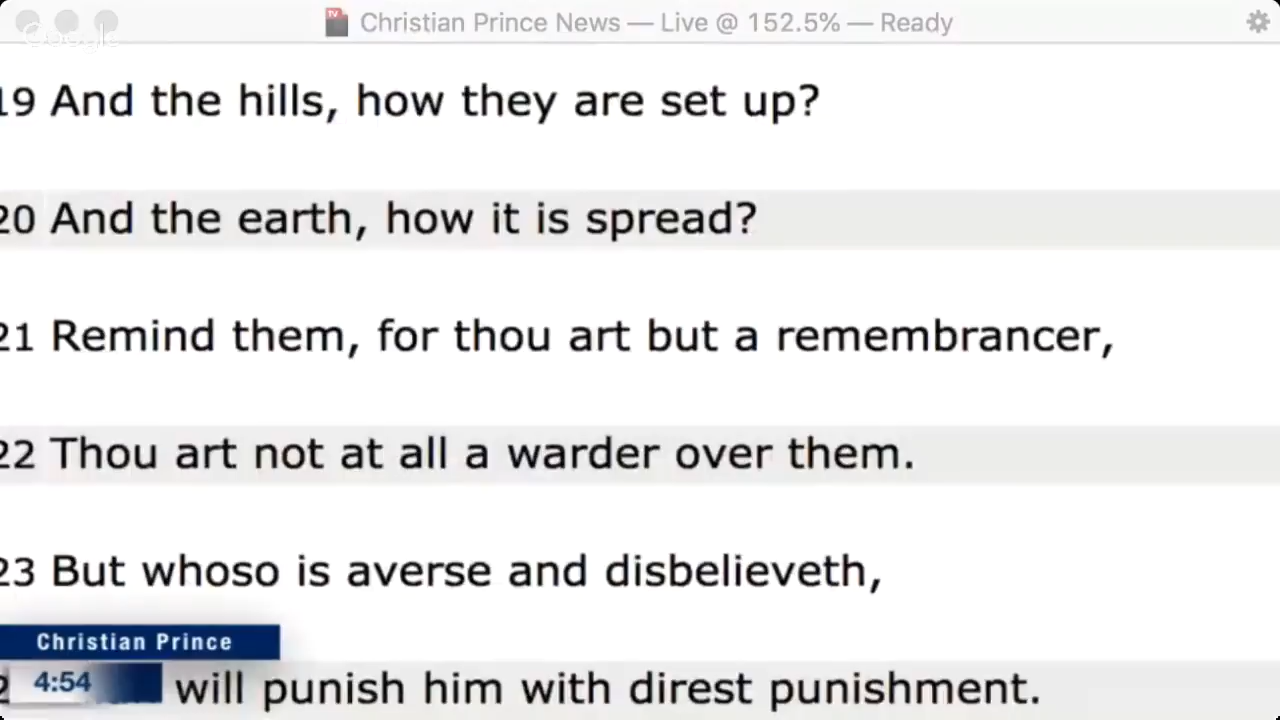 Christian Prince News — Live @ 152.5% — Ready
Google
19 And the hills, how they are set up?
20 And the earth, how it is spread?
21 Remind them, for thou art but a remembrancer,
22 Thou art not at all a warder over them.
23 But whoso is averse and disbelieveth,
Christian Prince
4:54
2 will punish him with direst punishment.